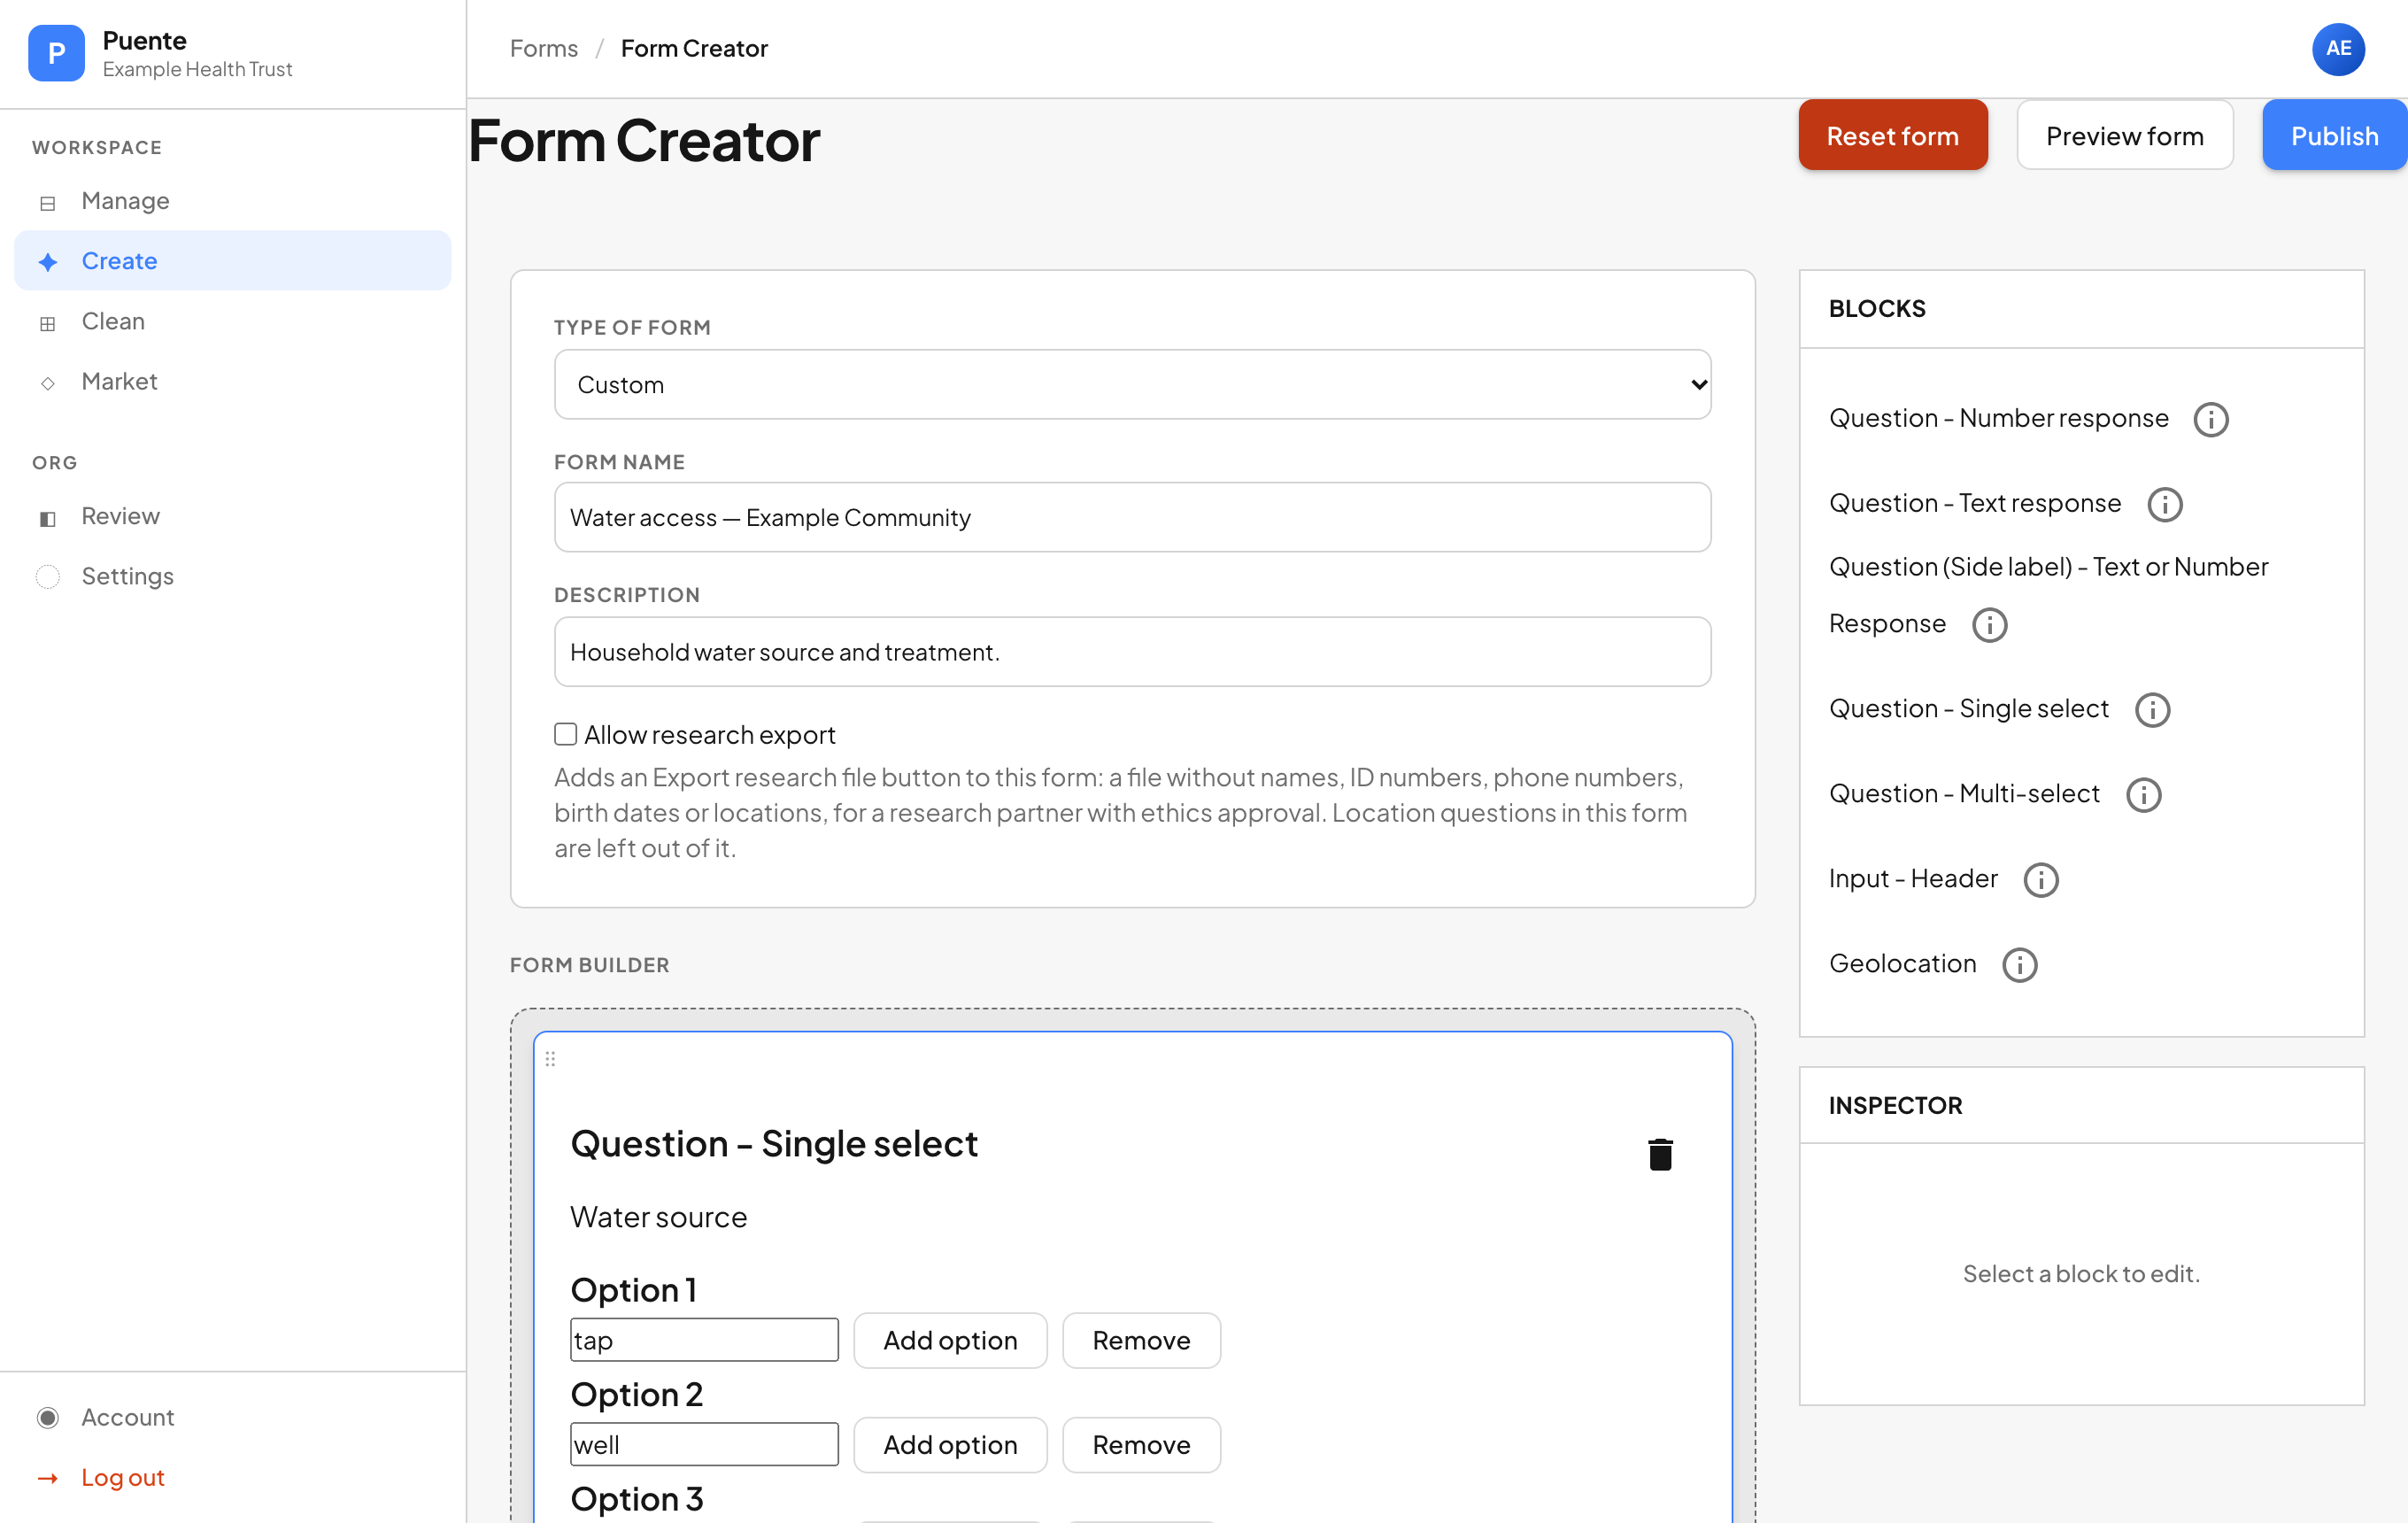 P
Puente
Example Health Trust
WORKSPACE
Manage
Create
Clean
Market
ORG
Review
Settings
Account
Log out
Forms / Form Creator
AE
Form Creator
Reset form
Preview form
Publish
TYPE OF FORM
Custom
FORM NAME
Water access — Example Community
DESCRIPTION
Household water source and treatment.
Allow research export
Adds an Export research file button to this form: a file without names, ID numbers, phone numbers,
birth dates or locations, for a research partner with ethics approval. Location questions in this form
are left out of it.
FORM BUILDER
Question - Single select
Water source
Option 1
tap
Add option
Remove
Option 2
well
Add option
Remove
Option 3
BLOCKS
Question - Number response
Question - Text response
Question (Side label) - Text or Number
Response
Question - Single select
Question - Multi-select
Input - Header
Geolocation
INSPECTOR
Select a block to edit.